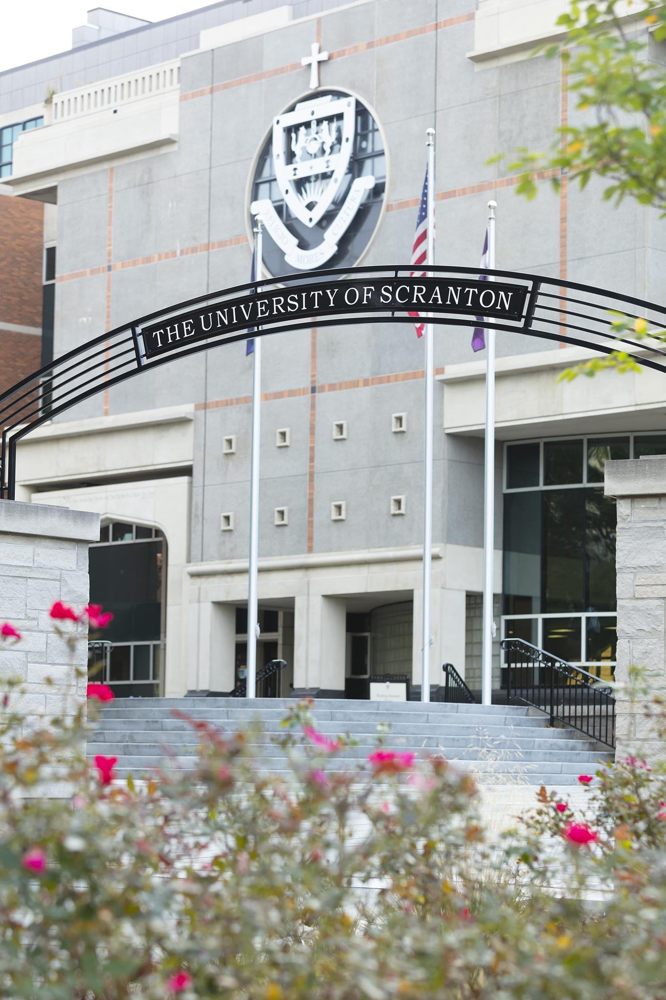 RELIGIO
MORES
CULTURA
THE UNIVERSITY OF SCRANTON